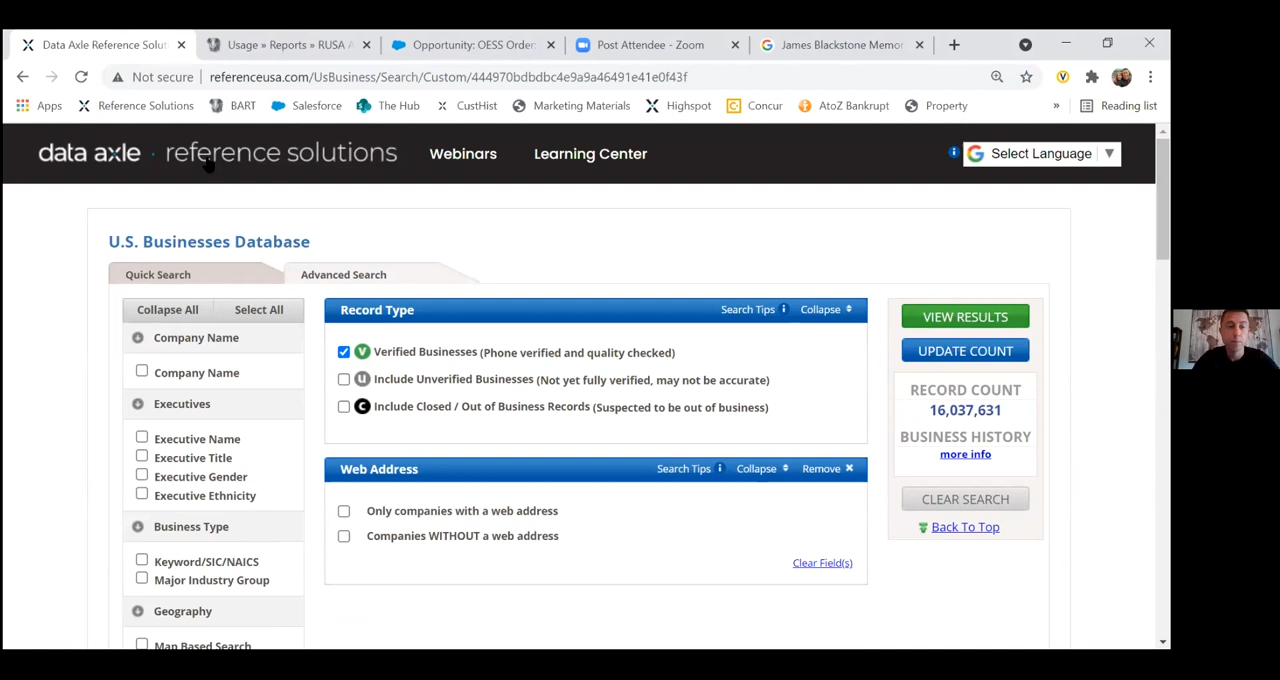 Data Axle Reference Soluti
Usage » Reports » RUSA A
Opportunity: OESS Order:
Post Attendee - Zoom
James Blackstone Memor
Not secure
referenceusa.com/UsBusiness/Search/Custom/444970bdbdbc4e9a9a46491e41e0f43f
Apps
Reference Solutions
BART
Salesforce
The Hub
CustHist
Marketing Materials
Highspot
Concur
AtoZ Bankrupt
Property
»
Reading list
data axle · reference solutions
Webinars
Learning Center
Select Language
U.S. Businesses Database
Quick Search
Advanced Search
Collapse All
Select All
Company Name
Company Name
Executives
Executive Name
Executive Title
Executive Gender
Executive Ethnicity
Business Type
Keyword/SIC/NAICS
Major Industry Group
Geography
Map Based Search
Record Type
Search Tips
Collapse
Verified Businesses (Phone verified and quality checked)
Include Unverified Businesses (Not yet fully verified, may not be accurate)
Include Closed / Out of Business Records (Suspected to be out of business)
Web Address
Search Tips
Collapse
Remove
Only companies with a web address
Companies WITHOUT a web address
Clear Field(s)
VIEW RESULTS
UPDATE COUNT
RECORD COUNT
16,037,631
BUSINESS HISTORY
more info
CLEAR SEARCH
Back To Top